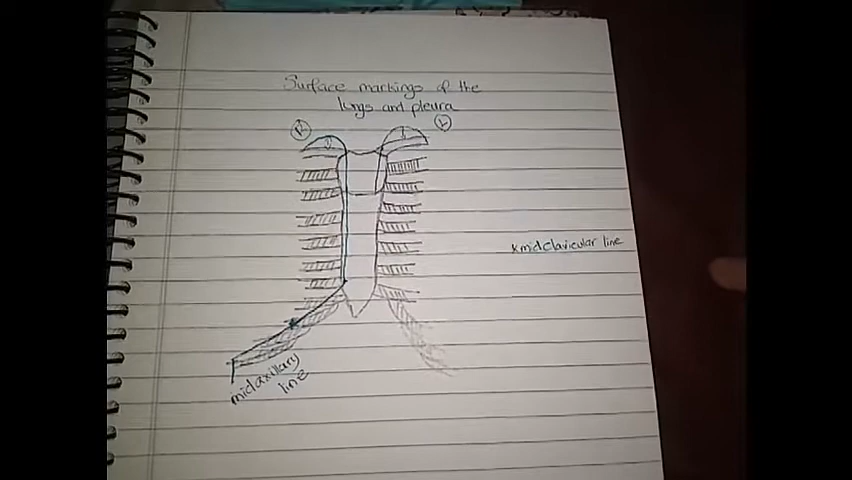 Surface markings of the
lungs and pleura
R
L
x midclavicular line
midaxillary
line